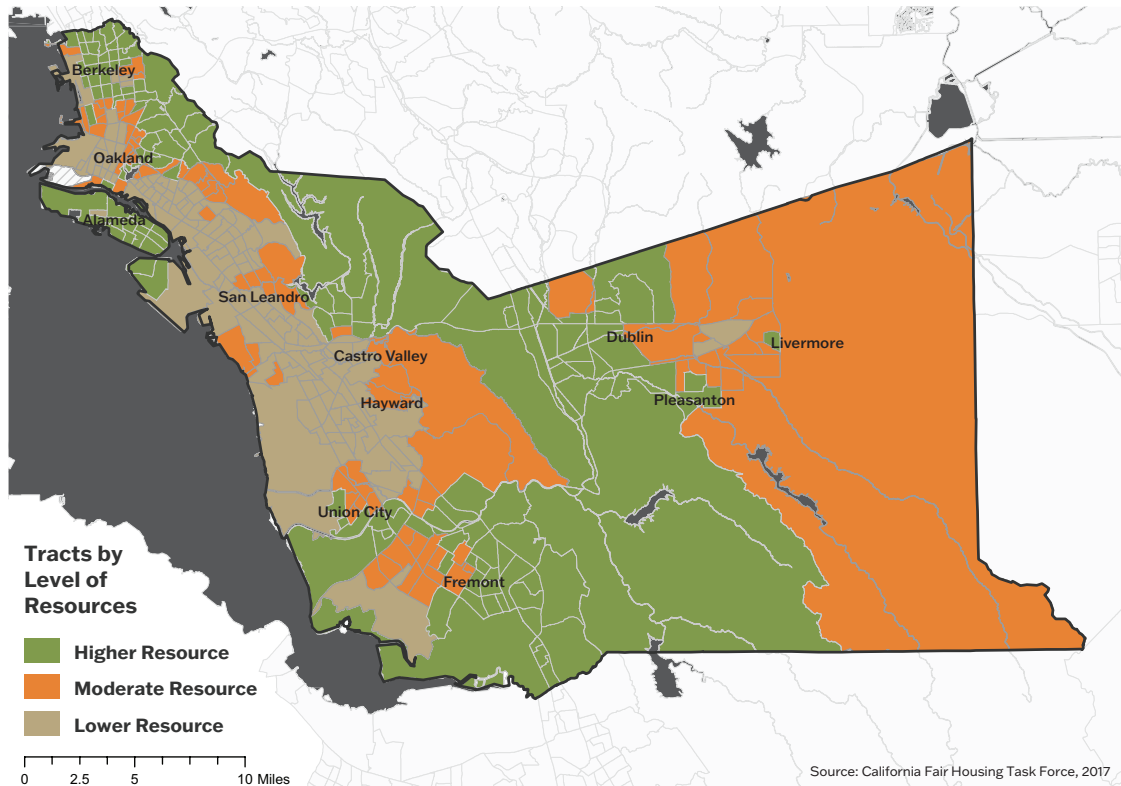 Berkeley
Oakland
Alameda
San Leandro
Castro Valley
Hayward
Union City
Fremont
Dublin
Livermore
Pleasanton
Tracts by
Level of
Resources
Higher Resource
Moderate Resource
Lower Resource
0 2.5 5 10 Miles
Source: California Fair Housing Task Force, 2017